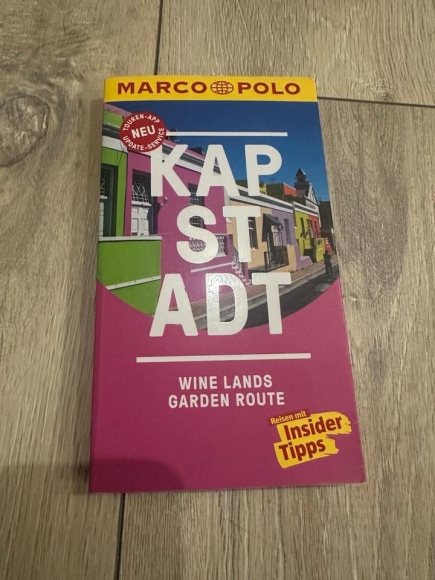 MARCO POLO
TOUREN-APP
NEU
UPDATE-SERVICE
KAP
ST
ADT
WINE LANDS
GARDEN ROUTE
Reisen mit
Insider
Tipps